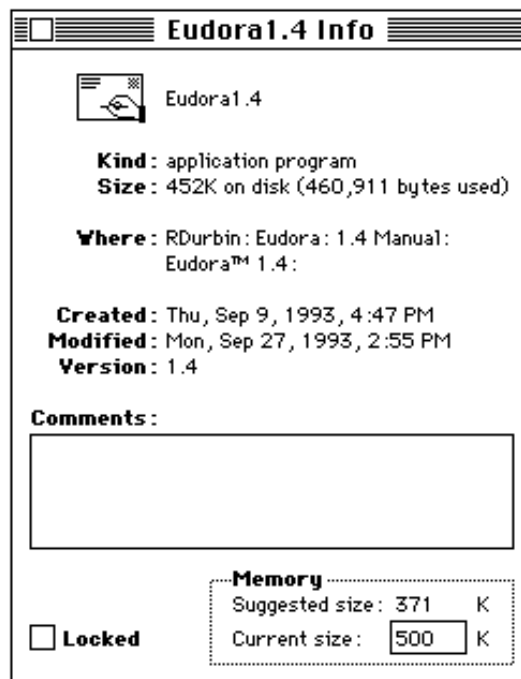 Eudora1.4 Info
Eudora1.4
Kind: application program
Size: 452K on disk (460,911 bytes used)
Where: RDurbin: Eudora: 1.4 Manual:
Eudora™ 1.4:
Created: Thu, Sep 9, 1993, 4:47 PM
Modified: Mon, Sep 27, 1993, 2:55 PM
Version: 1.4
Comments:
Memory
Suggested size: 371 K
Locked
Current size: 500 K